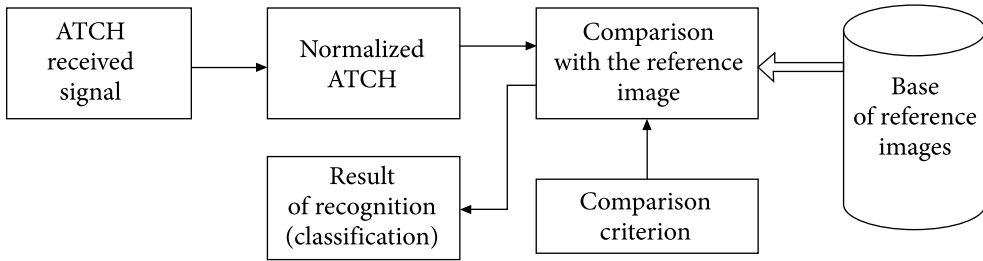 ATCH
received
signal
Normalized
ATCH
Comparison
with the reference
image
Base
of reference
images
Result
of recognition
(classification)
Comparison
criterion